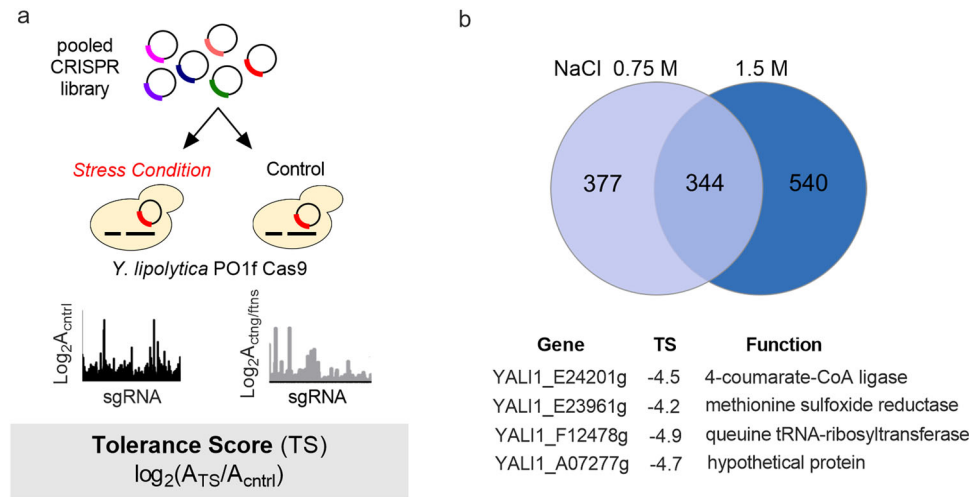 a
pooled
CRISPR
library
Stress Condition
Control
Y. lipolytica PO1f Cas9
Log2Acntrl
sgRNA
Log2Actng/ftns
sgRNA
Tolerance Score (TS)
log2(ATS/Acntrl)
b
NaCl 0.75 M 1.5 M
377 344 540
Gene TS Function
YALI1_E24201g -4.5 4-coumarate-CoA ligase
YALI1_E23961g -4.2 methionine sulfoxide reductase
YALI1_F12478g -4.9 queuine tRNA-ribosyltransferase
YALI1_A07277g -4.7 hypothetical protein